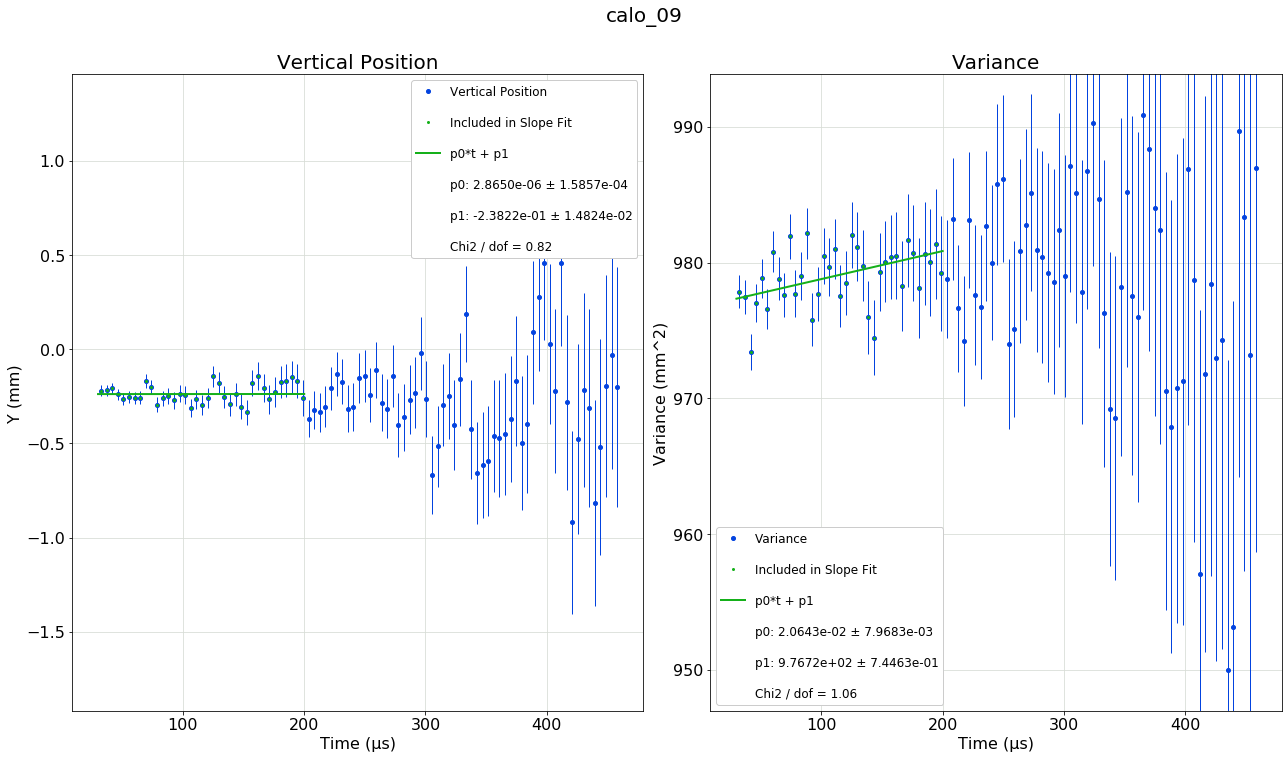 calo_09
Vertical Position
Vertical Position
Included in Slope Fit
p0*t + p1
p0: 2.8650e-06 ± 1.5857e-04
p1: -2.3822e-01 ± 1.4824e-02
Chi2 / dof = 0.82
1.0
0.5
0.0
−0.5
−1.0
−1.5
Y (mm)
100
200
300
400
Time (μs)
Variance
990
980
970
960
950
Variance (mm^2)
Variance
Included in Slope Fit
p0*t + p1
p0: 2.0643e-02 ± 7.9683e-03
p1: 9.7672e+02 ± 7.4463e-01
Chi2 / dof = 1.06
100
200
300
400
Time (μs)